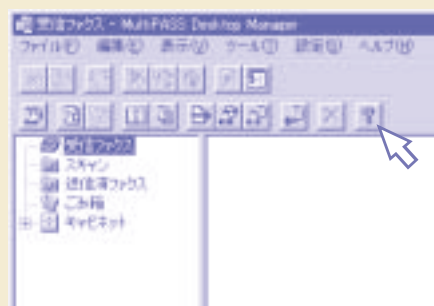 受信ファクス - MultiPASS Desktop Manager
ファイル(F) 編集(E) 表示(V) ツール(T) 設定(S) ヘルプ(H)
受信ファクス
スキャン
送信済ファクス
ごみ箱
キャビネット